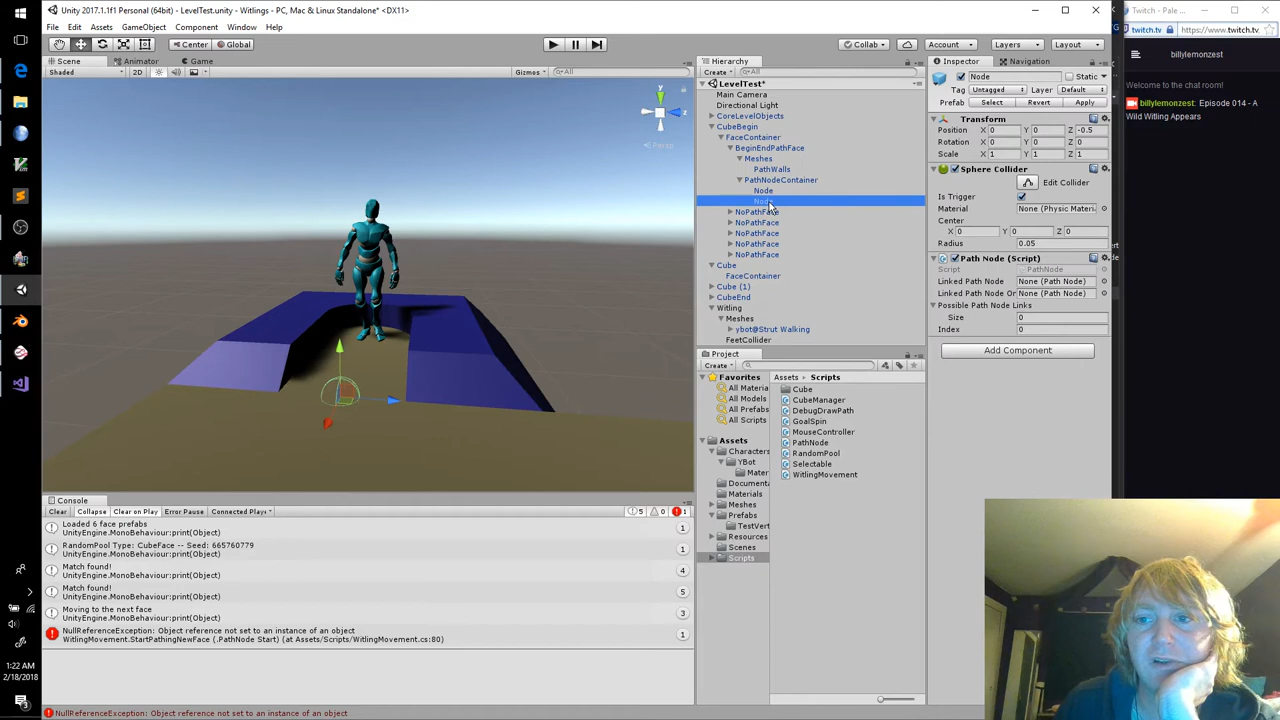 Unity 2017.1.1f1 Personal (64bit) - LevelTest.unity - Witlings - PC, Mac & Linux Standalone* <DX11>
Twitch - Pale
File Edit Assets GameObject Component Window Help
twitch.tv https://www.twitch.tv
Center Global
Collab Account Layers Layout
billylemonzest
Scene Animator Game
Hierarchy
Inspector Navigation
Shaded 2D Gizmos All
Create All
Node Static
Welcome to the chat room!
LevelTest*
Tag Untagged Layer Default
billylemonzest: Episode 014 - A
Wild Witling Appears
Main Camera
Directional Light
Prefab Select Revert Apply
CoreLevelObjects
Transform
CubeBegin
Position X 0 Y 0 Z -0.5
FaceContainer
Rotation X 0 Y 0 Z 0
BeginEndPathFace
Scale X 1 Y 1 Z 1
Meshes
PathWalls
Sphere Collider
PathNodeContainer
Edit Collider
Node
Is Trigger
Node
Material None (Physic Materi
NoPathFace
Center
NoPathFace
X 0 Y 0 Z 0
NoPathFace
Radius 0.05
NoPathFace
NoPathFace
Path Node (Script)
Cube
Script PathNode
FaceContainer
Linked Path Node None (Path Node)
Cube (1)
Linked Path Node Or None (Path Node)
CubeEnd
Possible Path Node Links
Witling
Size 0
Meshes
Index 0
ybot@Strut Walking
FeetCollider
Add Component
y
z
Persp
Project
Create
Favorites
All Materia
All Models
All Prefabs
All Scripts
Assets
Characters
YBot
Mater
Documenta
Materials
Meshes
Prefabs
TestVert
Resources
Scenes
Scripts
Assets Scripts
Cube
CubeManager
DebugDrawPath
GoalSpin
MouseController
PathNode
RandomPool
Selectable
WitlingMovement
Console
Clear Collapse Clear on Play Error Pause Connected Playe
5 0 1
Loaded 6 face prefabs
UnityEngine.MonoBehaviour:print(Object)
1
RandomPool Type: CubeFace -- Seed: 665760779
UnityEngine.MonoBehaviour:print(Object)
1
Match found!
UnityEngine.MonoBehaviour:print(Object)
4
Match found!
UnityEngine.MonoBehaviour:print(Object)
5
Moving to the next face
UnityEngine.MonoBehaviour:print(Object)
3
NullReferenceException: Object reference not set to an instance of an object
WitlingMovement.StartPathingNewFace (.PathNode Start) (at Assets/Scripts/WitlingMovement.cs:80)
1
NullReferenceException: Object reference not set to an instance of an object
1:22 AM
2/18/2018
3